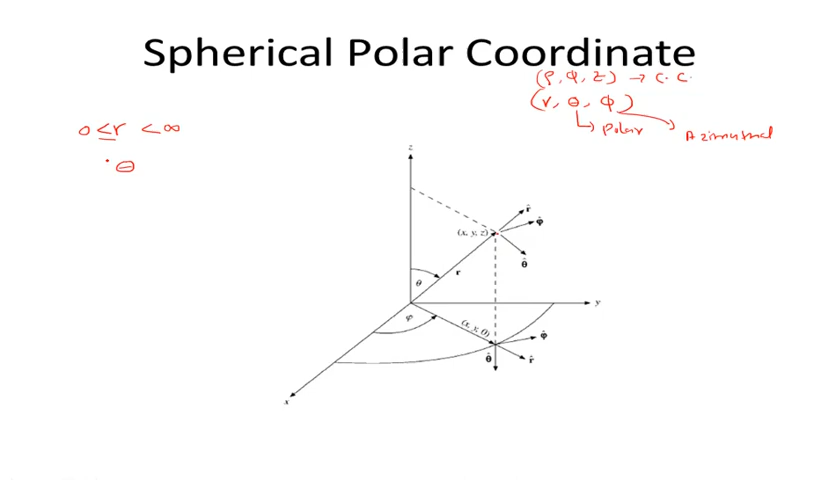 Spherical Polar Coordinate
(ρ, φ, z) → C.C.
(r, θ, φ)
Polar
Azimuthal
0 ≤ r < ∞
θ
z
r̂
φ̂
(x, y, z)
θ̂
θ
r
y
φ
(x, y, 0)
φ̂
θ̂
r̂
x